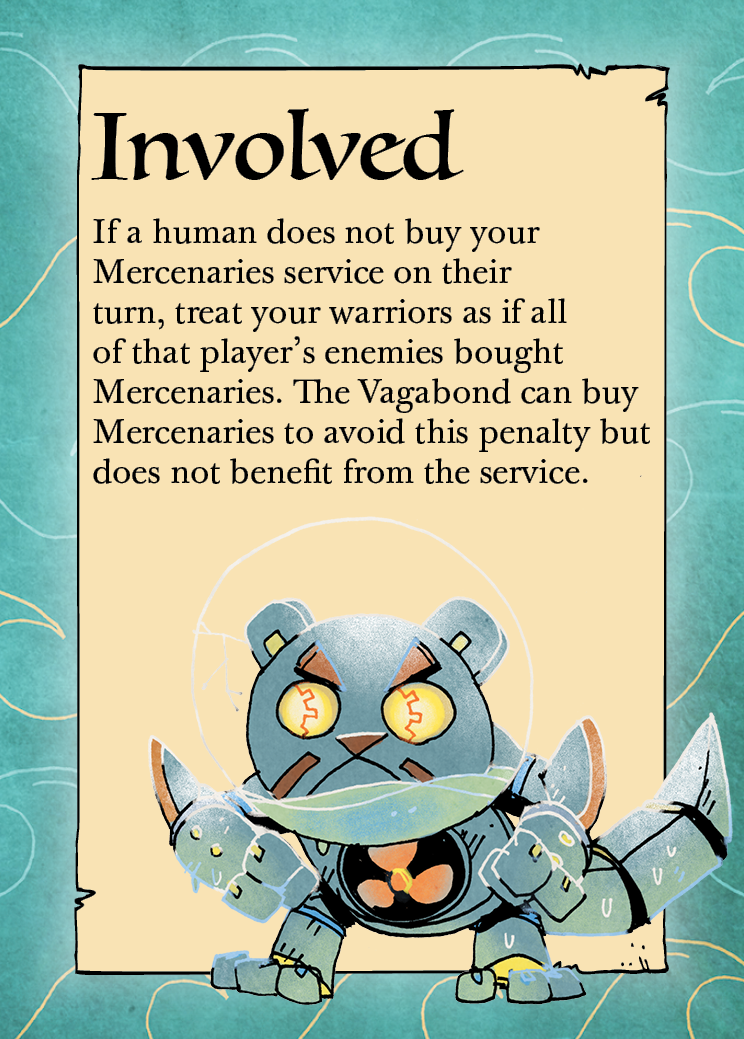 Involved
If a human does not buy your
Mercenaries service on their
turn, treat your warriors as if all
of that player’s enemies bought
Mercenaries. The Vagabond can buy
Mercenaries to avoid this penalty but
does not benefit from the service.